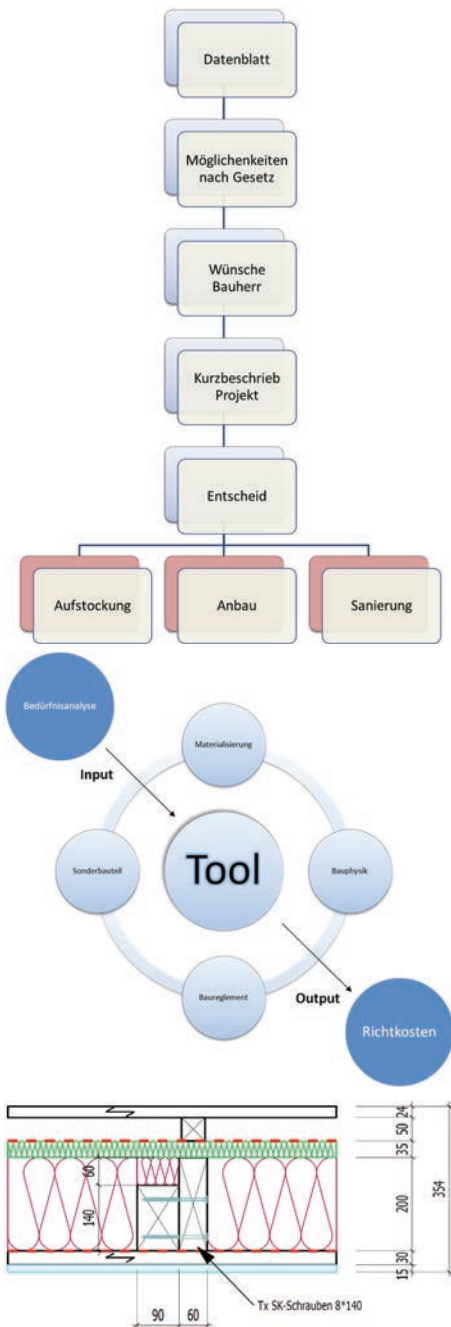 Datenblatt
Möglichenkeiten
nach Gesetz
Wünsche
Bauherr
Kurzbeschrieb
Projekt
Entscheid
Aufstockung
Anbau
Sanierung
Bedürfnisanalyse
Input
Materialisierung
Sonderbauteil
Tool
Bauphysik
Baureglement
Output
Richtkosten
24
50
35
200
30
15
354
60
140
90
60
Tx SK-Schrauben 8*140